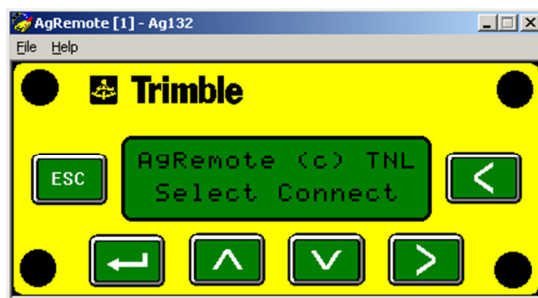 AgRemote [1] - Ag132
File Help
Trimble
ESC
AgRemote (c) TNL
Select Connect